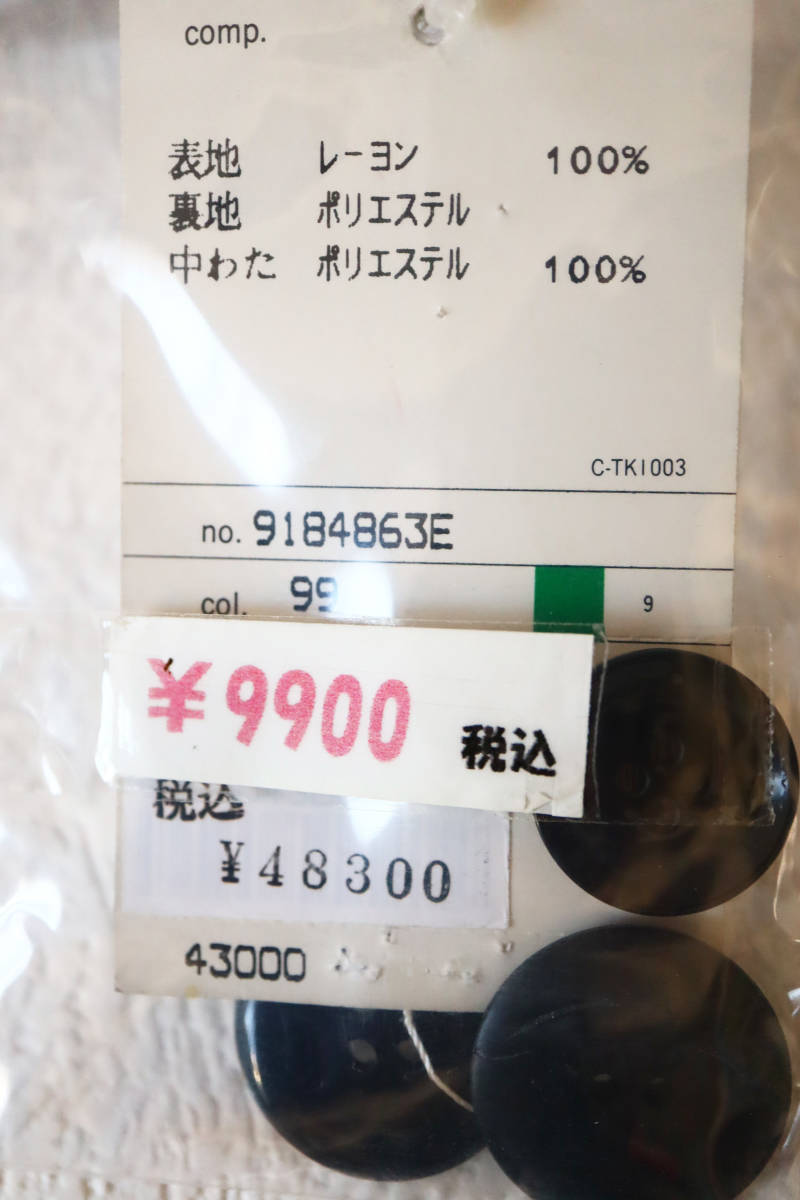 comp.
表地 レーヨン 100%
裏地 ポリエステル
中わた ポリエステル 100%
C-TK1003
no. 9184863E
col. 99 9
¥9900 税込
税込
¥48300
43000